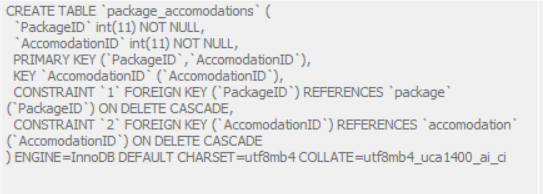 CREATE TABLE `package_accomodations` (
`PackageID` int(11) NOT NULL,
`AccomodationID` int(11) NOT NULL,
PRIMARY KEY (`PackageID`,`AccomodationID`),
KEY `AccomodationID` (`AccomodationID`),
CONSTRAINT `1` FOREIGN KEY (`PackageID`) REFERENCES `package`
(`PackageID`) ON DELETE CASCADE,
CONSTRAINT `2` FOREIGN KEY (`AccomodationID`) REFERENCES `accomodation`
(`AccomodationID`) ON DELETE CASCADE
) ENGINE=InnoDB DEFAULT CHARSET=utf8mb4 COLLATE=utf8mb4_uca1400_ai_ci